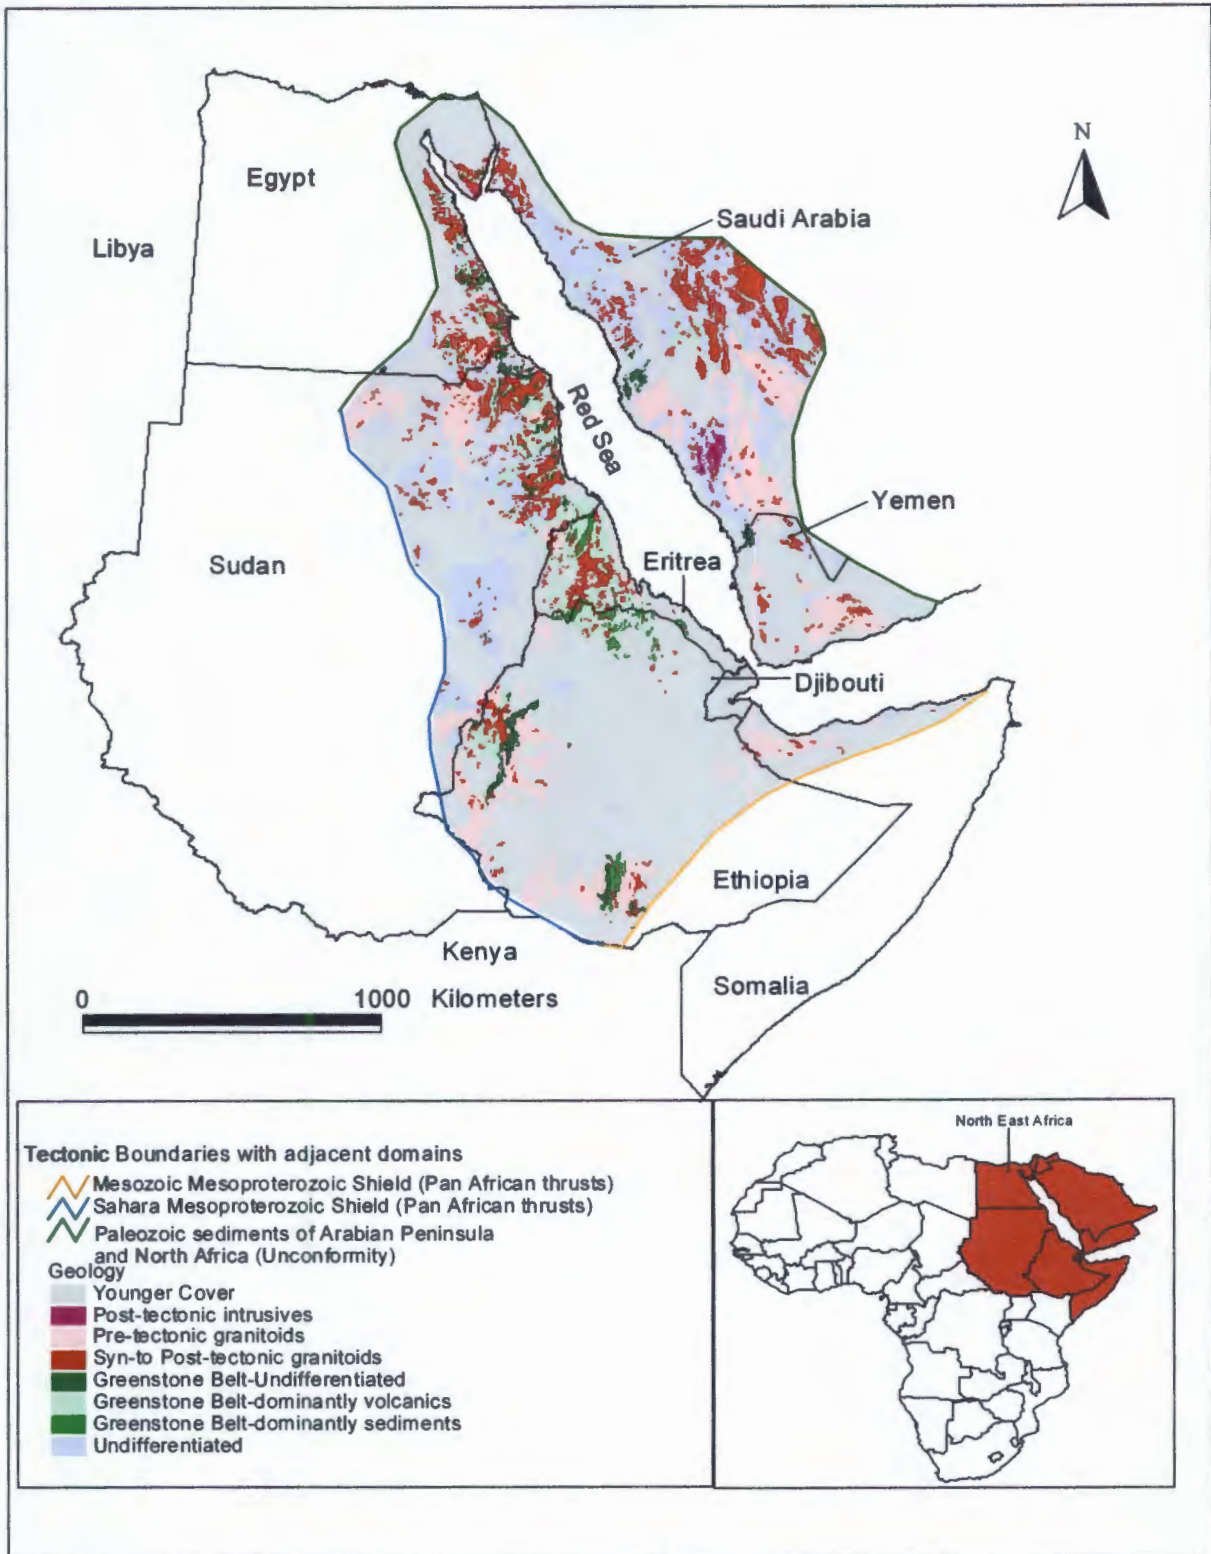 N
Egypt
Saudi Arabia
Libya
Red Sea
Yemen
Eritrea
Sudan
Djibouti
Ethiopia
Kenya
Somalia
0 1000 Kilometers
Tectonic Boundaries with adjacent domains
Mesozoic Mesoproterozoic Shield (Pan African thrusts)
Sahara Mesoproterozoic Shield (Pan African thrusts)
Paleozoic sediments of Arabian Peninsula
and North Africa (Unconformity)
Geology
Younger Cover
Post-tectonic intrusives
Pre-tectonic granitoids
Syn-to Post-tectonic granitoids
Greenstone Belt-Undifferentiated
Greenstone Belt-dominantly volcanics
Greenstone Belt-dominantly sediments
Undifferentiated
North East Africa